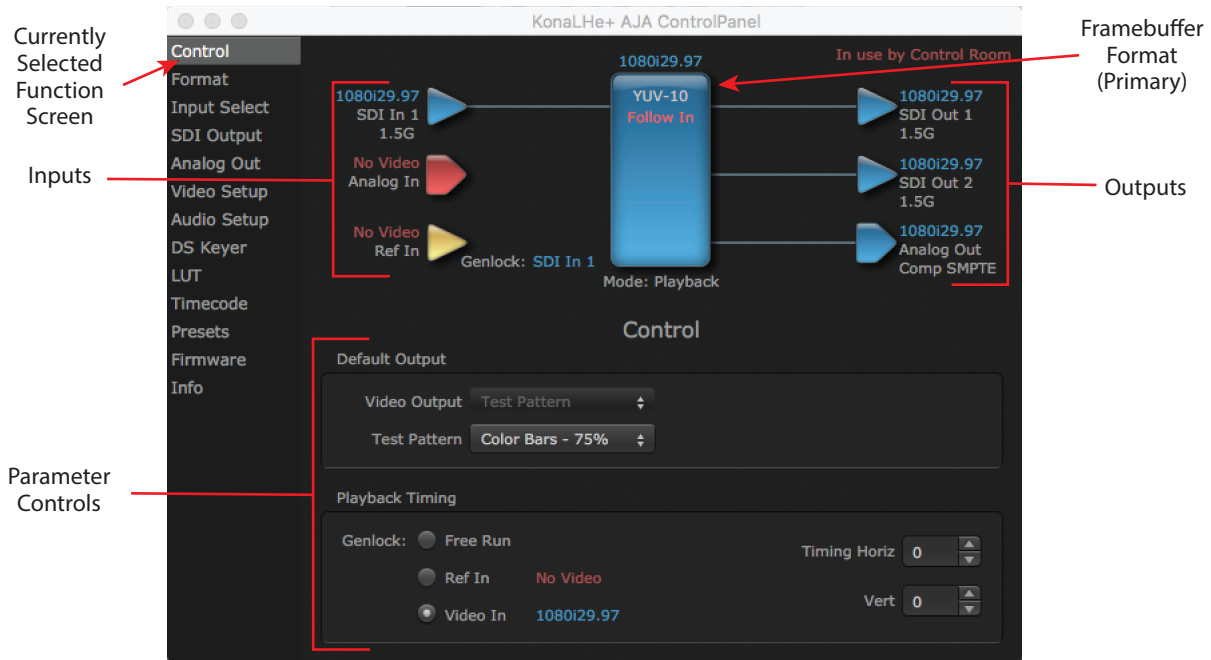 KonaLHe+ AJA ControlPanel
Currently
Selected
Function
Screen
Inputs
Parameter
Controls
Framebuffer
Format
(Primary)
Outputs
Control
Format
Input Select
SDI Output
Analog Out
Video Setup
Audio Setup
DS Keyer
LUT
Timecode
Presets
Firmware
Info
In use by Control Room
1080i29.97
YUV-10
Follow In
1080i29.97
SDI In 1
1.5G
No Video
Analog In
No Video
Ref In
Genlock: SDI In 1
Mode: Playback
1080i29.97
SDI Out 1
1.5G
1080i29.97
SDI Out 2
1.5G
1080i29.97
Analog Out
Comp SMPTE
Control
Default Output
Video Output Test Pattern
Test Pattern Color Bars - 75%
Playback Timing
Genlock: Free Run
Ref In No Video
Video In 1080i29.97
Timing Horiz 0
Vert 0